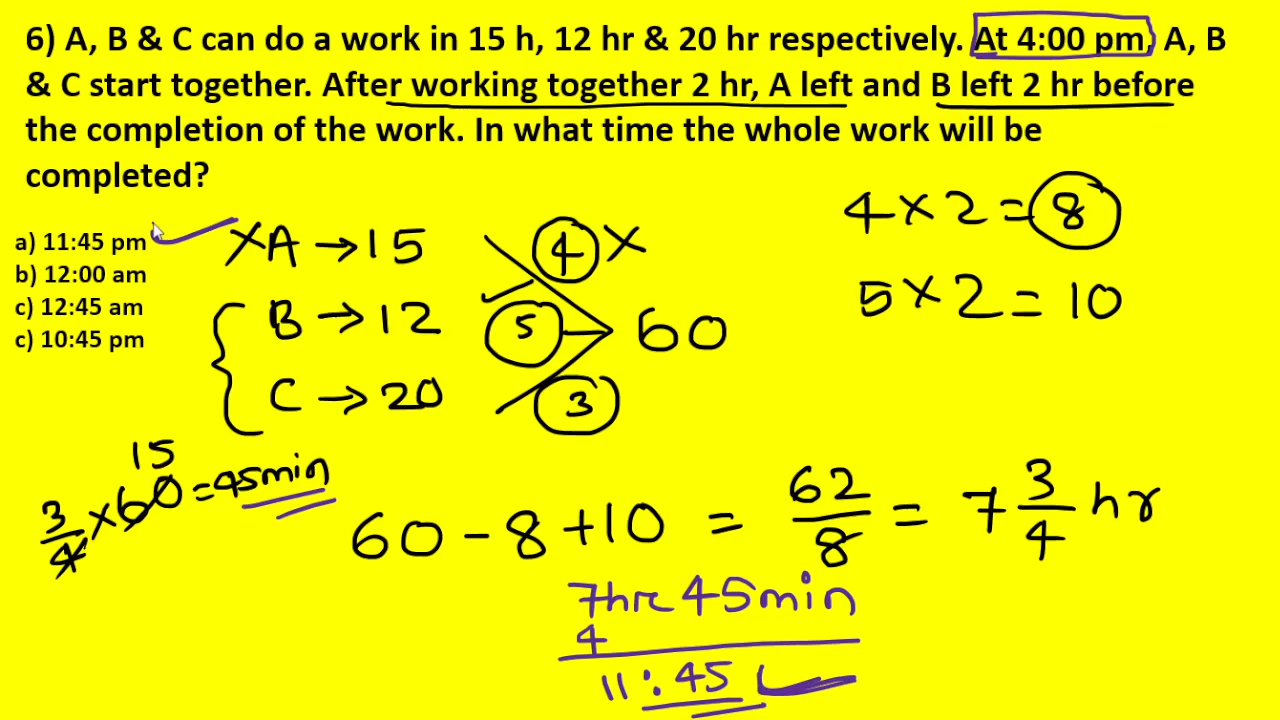 6) A, B & C can do a work in 15 h, 12 hr & 20 hr respectively. At 4:00 pm, A, B
& C start together. After working together 2 hr, A left and B left 2 hr before
the completion of the work. In what time the whole work will be
completed?
a) 11:45 pm
b) 12:00 am
c) 12:45 am
c) 10:45 pm
XA → 15 4 X
B → 12 5 60
C → 20 3
4 x 2 = 8
5 x 2 = 10
15
3/4 x 60 = 45min
60 - 8 + 10 = 62/8 = 7 3/4 hr
7hrc 45min
4
11:45